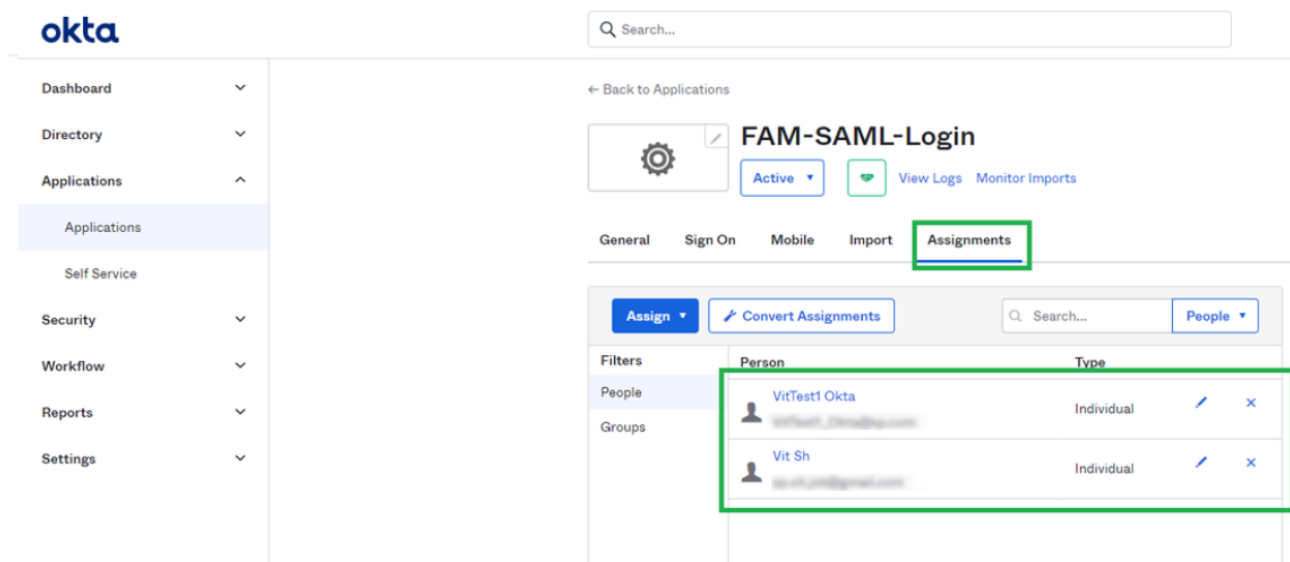 okta
Search...
Dashboard
Directory
Applications
Applications
Self Service
Security
Workflow
Reports
Settings
← Back to Applications
FAM-SAML-Login
Active
View Logs Monitor Imports
General Sign On Mobile Import Assignments
Assign Convert Assignments Search... People
Filters Person Type
People
Groups
VitTest1 Okta
Individual
Vit Sh
Individual